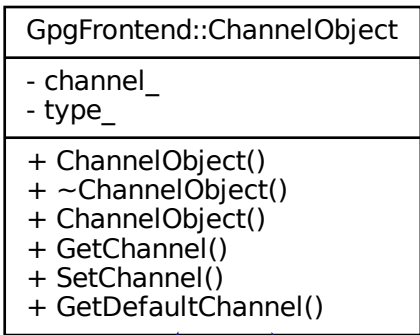 GpgFrontend::ChannelObject
- channel_
- type_
+ ChannelObject()
+ ~ChannelObject()
+ ChannelObject()
+ GetChannel()
+ SetChannel()
+ GetDefaultChannel()